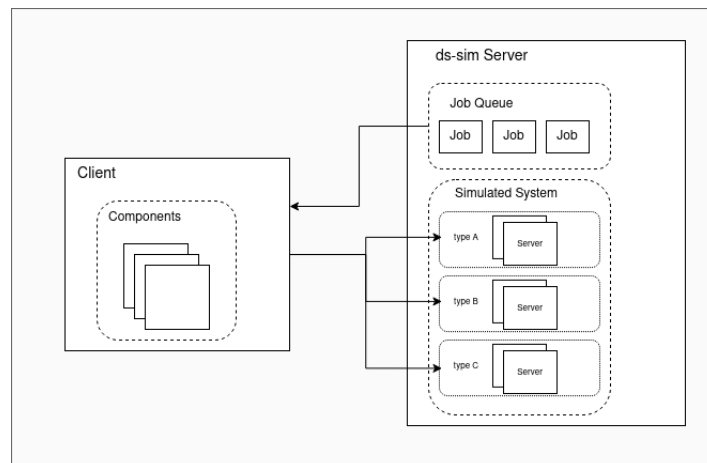 ds-sim Server
Job Queue
Job Job Job
Client
Components
Simulated System
type A
Server
type B
Server
type C
Server